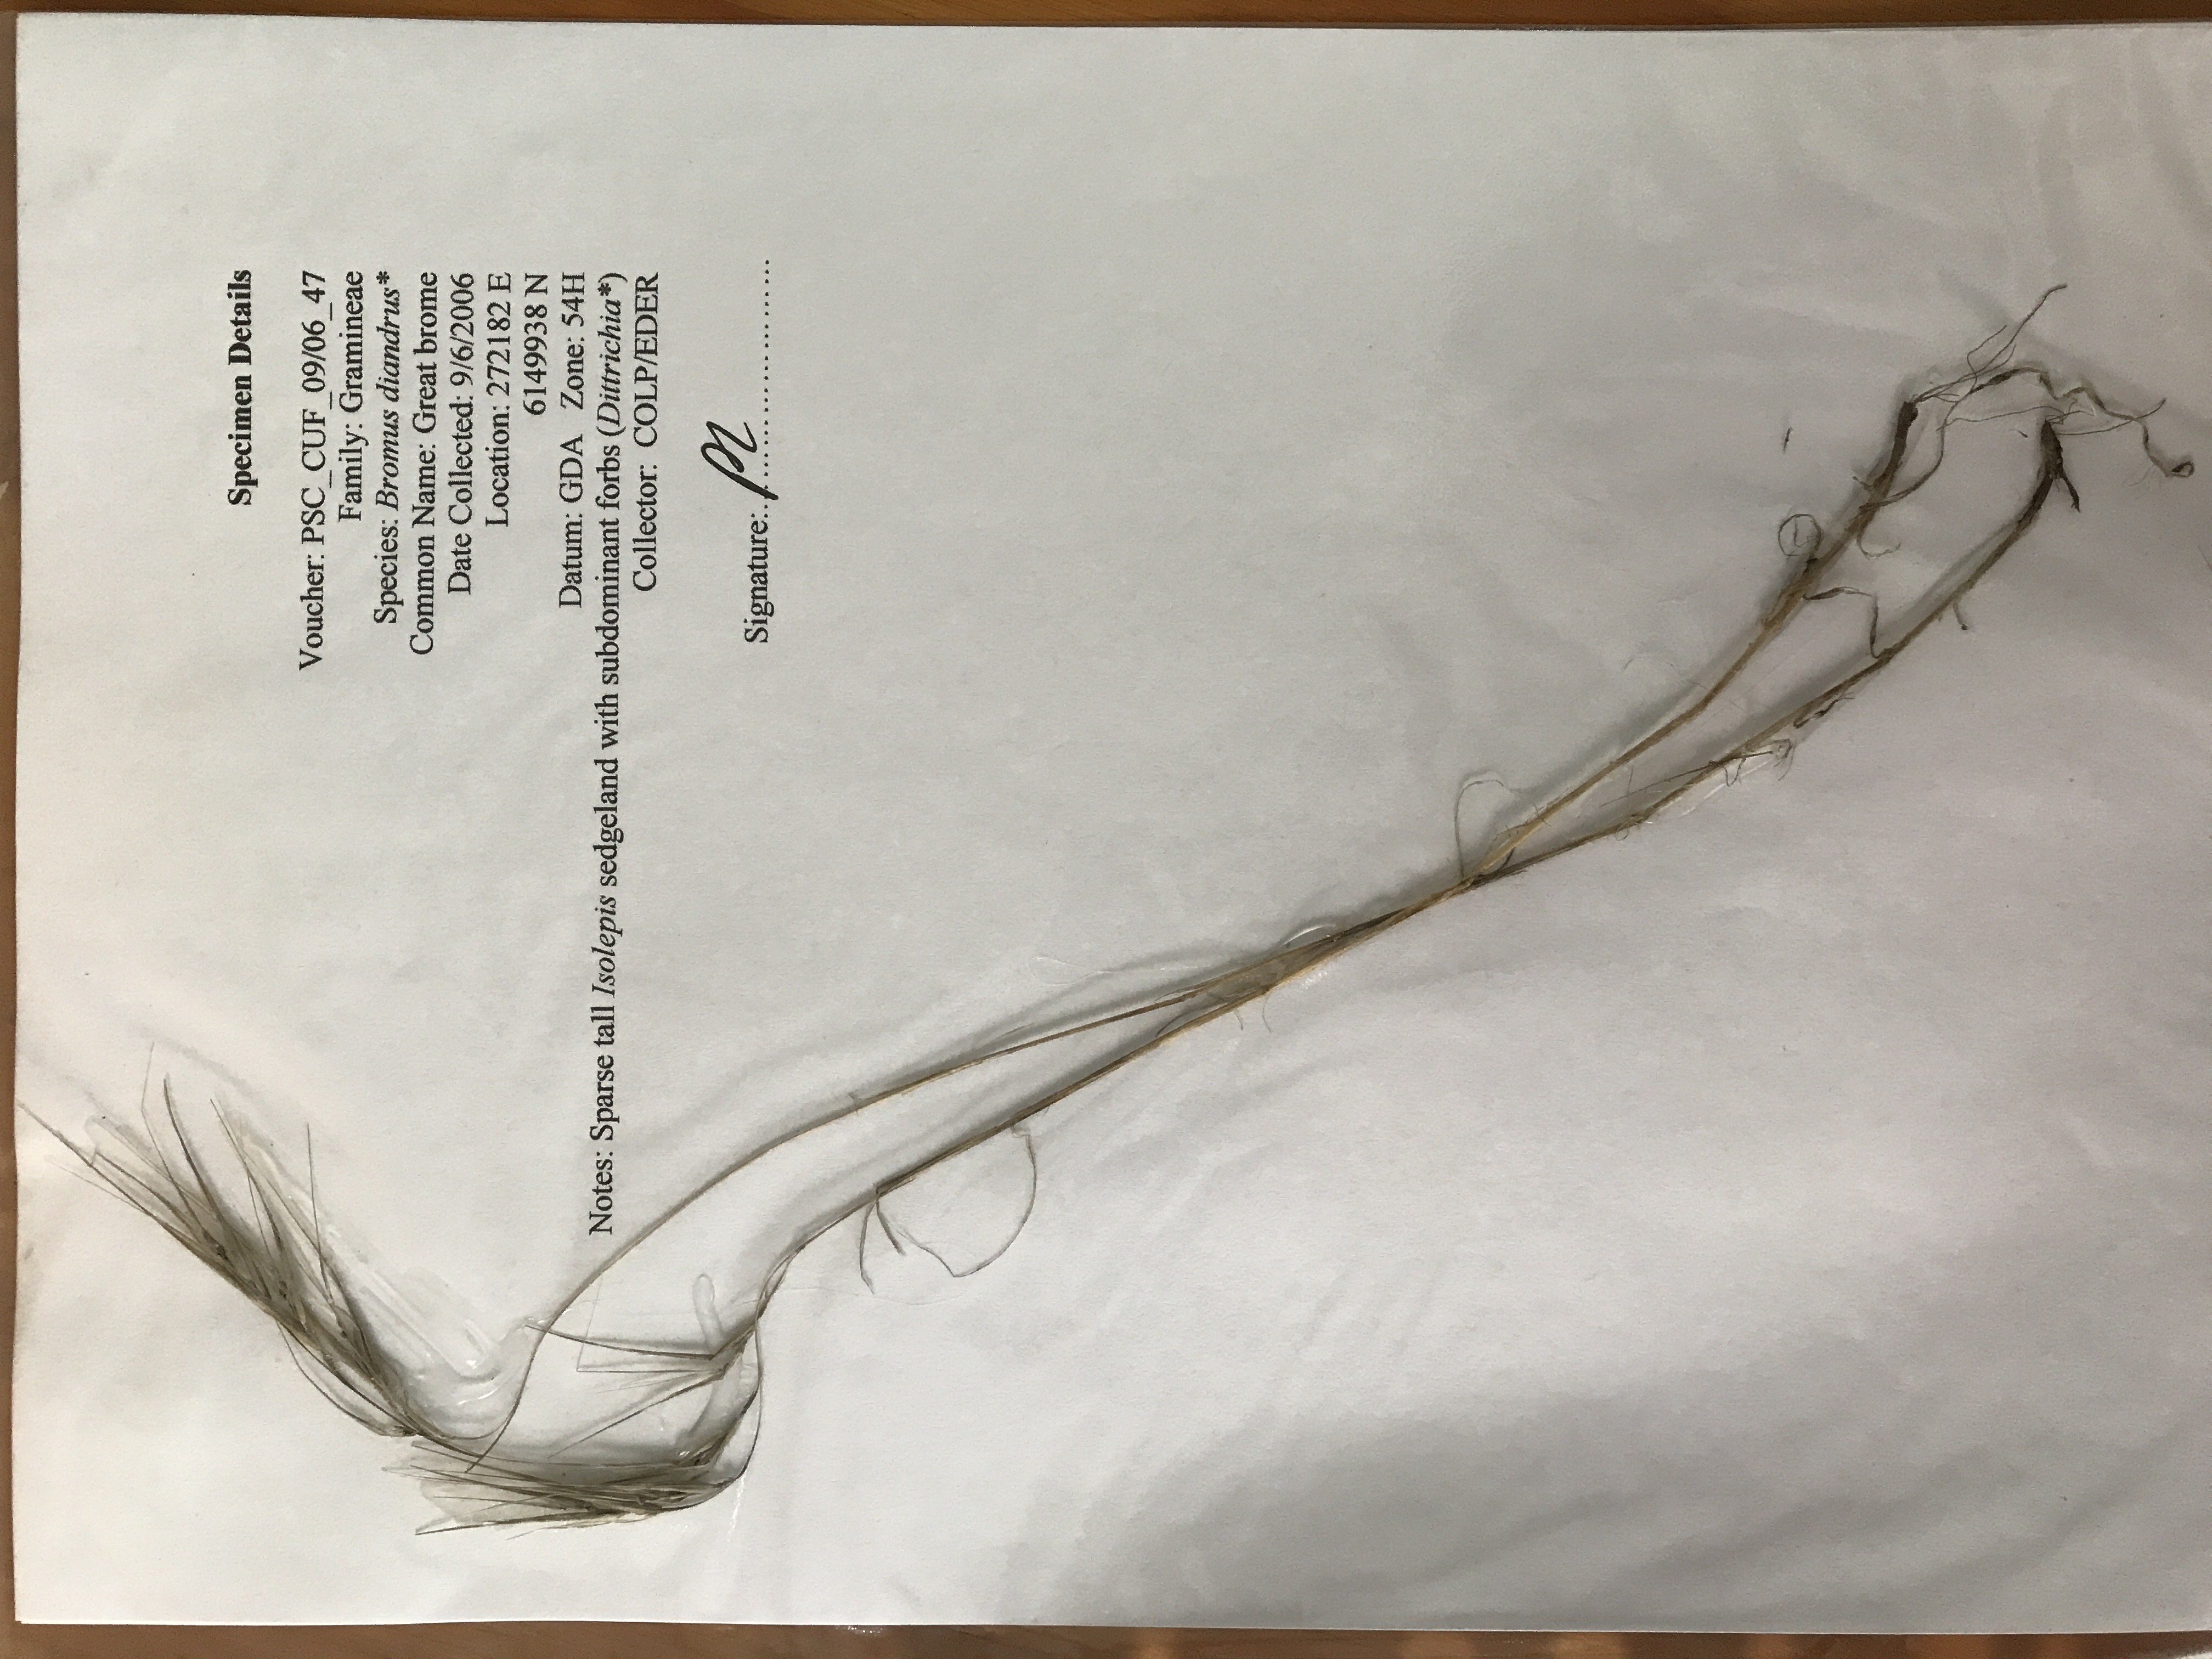 Specimen Details
Voucher: PSC_CUF_09/06_47
Family: Gramineae
Species: Bromus diandrus*
Common Name: Great brome
Date Collected: 9/6/2006
Location: 272182 E
6149938 N
Datum: GDA Zone: 54H
Notes: Sparse tall Isolepis sedgeland with subdominant forbs (Dittrichia*)
Collector: COLP/EDER
Signature:........................